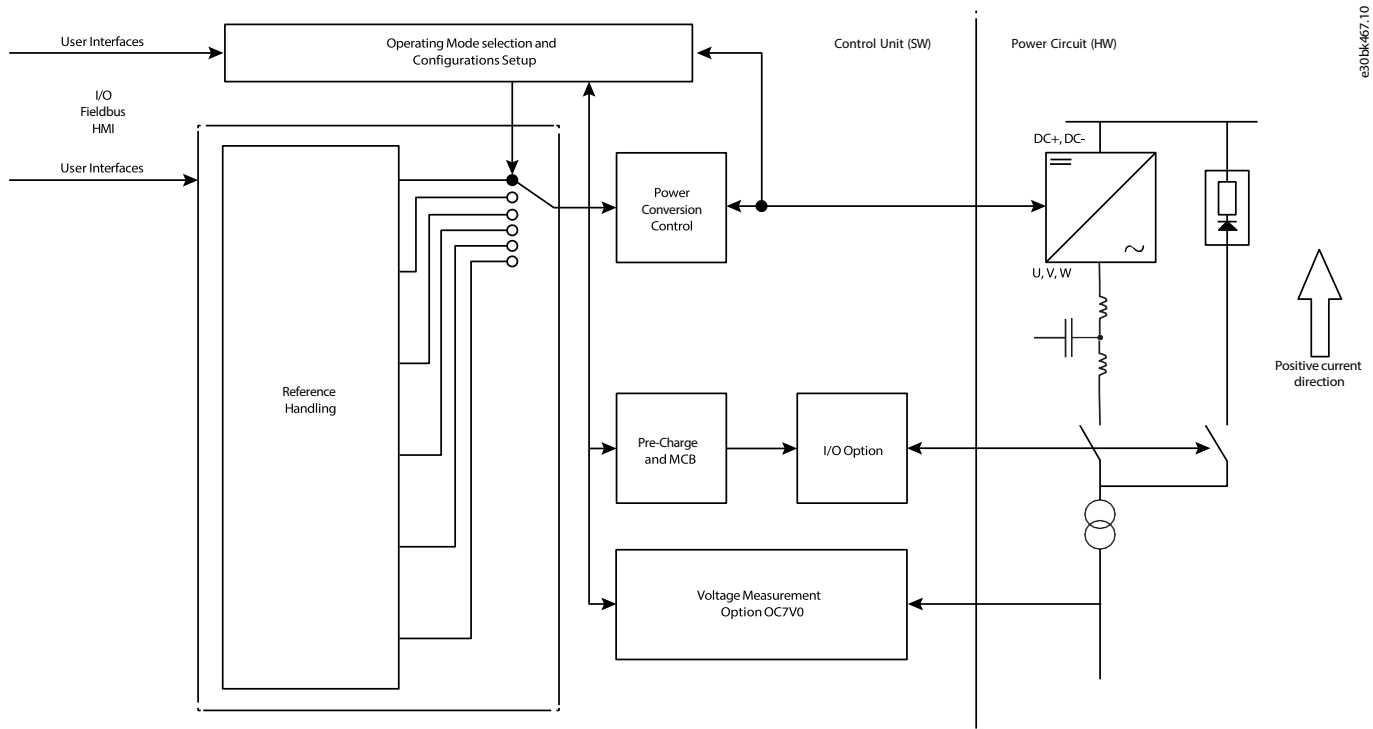 User Interfaces
Operating Mode selection and
Configurations Setup
Control Unit (SW)
Power Circuit (HW)
e30bk467.10
I/O
Fieldbus
HMI
User Interfaces
DC+, DC-
Power
Conversion
Control
U, V, W
Positive current
direction
Reference
Handling
Pre-Charge
and MCB
I/O Option
Voltage Measurement
Option OC7V0